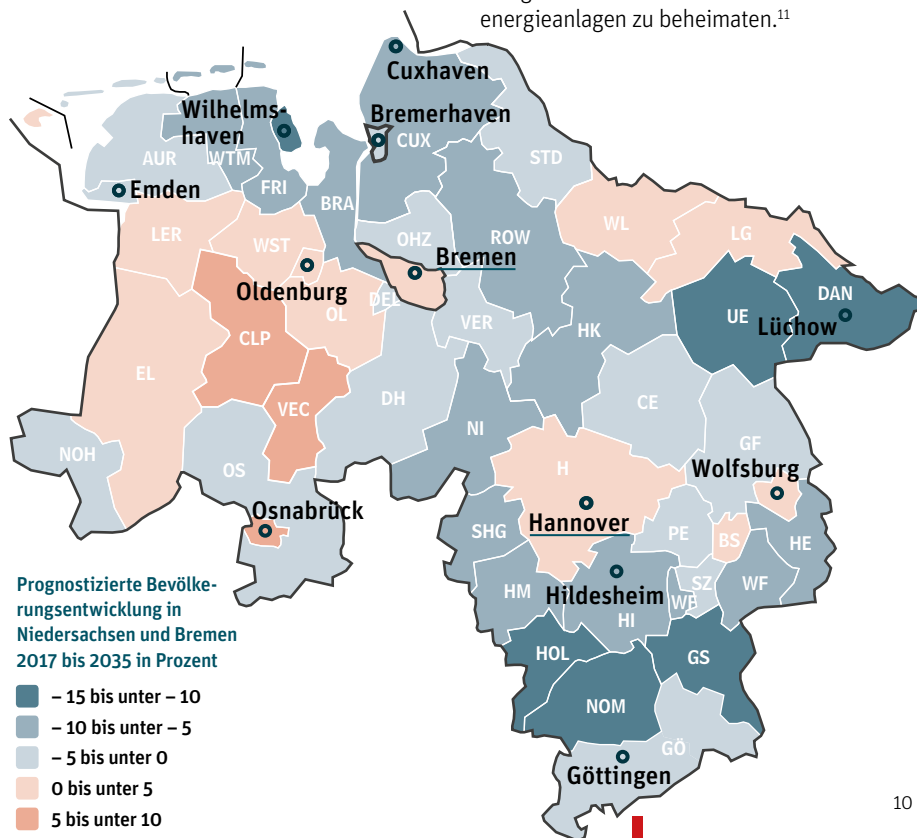 energieanlagen zu beheimaten.¹¹
Cuxhaven
Wilhelms-
haven
Bremerhaven
CUX
STD
AUR
WTM
FRI
Emden
BRA
LER
WST
OHZ
ROW
WL
LG
Bremen
Oldenburg
DEL
OL
VER
HK
UE
DAN
Lüchow
CLP
EL
VEC
DH
NI
CE
GF
NOH
OS
H
Wolfsburg
Osnabrück
Hannover
SHG
PE
BS
HE
HM
Hildesheim
HI
WF
SZ
WF
HOL
GS
NOM
GÖ
Göttingen
Prognostizierte Bevölke-
rungsentwicklung in
Niedersachsen und Bremen
2017 bis 2035 in Prozent
– 15 bis unter – 10
– 10 bis unter – 5
– 5 bis unter 0
0 bis unter 5
5 bis unter 10
10